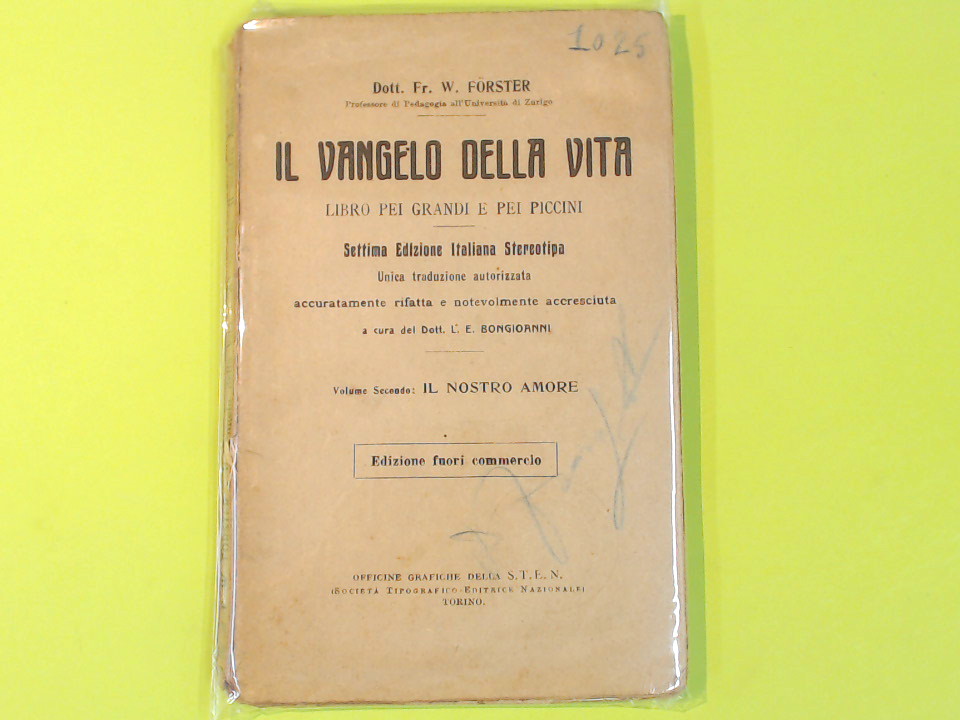 1025
Dott. Fr. W. FÖRSTER
Professore di Pedagogia all'Università di Zurigo
IL VANGELO DELLA VITA
LIBRO PEI GRANDI E PEI PICCINI
Settima Edizione Italiana Stereotipa
Unica traduzione autorizzata
accuratamente rifatta e notevolmente accresciuta
a cura del Dott. L. E. BONGIOANNI
Volume Secondo: IL NOSTRO AMORE
Edizione fuori commercio
OFFICINE GRAFICHE DELLA S.T.E.N.
(SOCIETÀ TIPOGRAFICO-EDITRICE NAZIONALE)
TORINO.